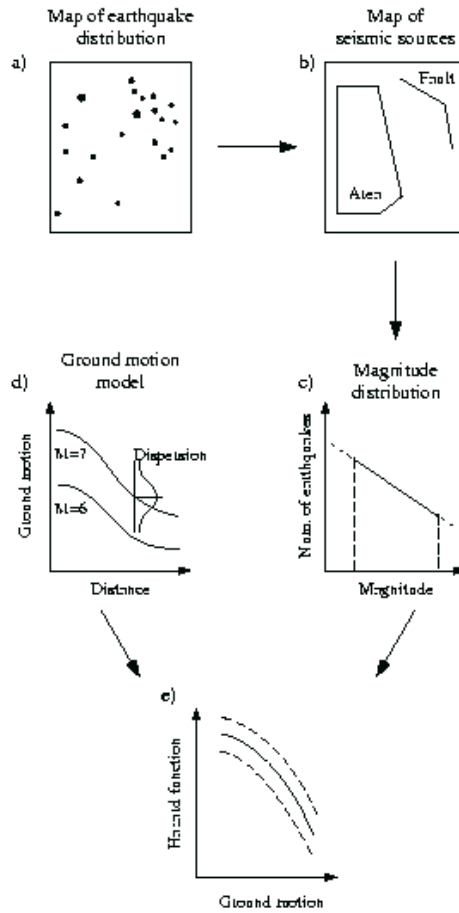 Map of earthquake
distribution
a)
Map of
seismic sources
b)
Fault
Area
Ground motion
model
d)
Ground motion
M=7
M=6
Dispersion
Distance
Magnitude
distribution
c)
Num. of earthquakes
Magnitude
e)
Hazard function
Ground motion